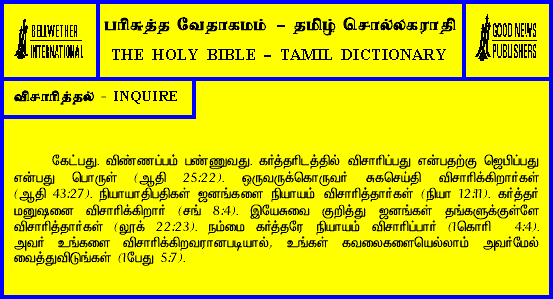 BELLWETHER
INTERNATIONAL
பரிசுத்த வேதாகமம் - தமிழ் சொல்லகராதி
THE HOLY BIBLE - TAMIL DICTIONARY
GOOD NEWS
PUBLISHERS
விசாரித்தல் - INQUIRE
கேட்பது. விண்ணப்பம் பண்ணுவது. கர்த்தரிடத்தில் விசாரிப்பது என்பதற்கு ஜெபிப்பது
என்பது பொருள் (ஆதி 25:22). ஒருவருக்கொருவர் சுகசெய்தி விசாரிக்கிறார்கள்
(ஆதி 43:27). நியாயாதிபதிகள் ஜனங்களை நியாயம் விசாரித்தார்கள் (நியா 12:11). கர்த்தர்
மனுஷனை விசாரிக்கிறார் (சங் 8:4). இயேசுவை குறித்து ஜனங்கள் தங்களுக்குள்ளே
விசாரித்தார்கள் (லூக் 22:23). நம்மை கர்த்தரே நியாயம் விசாரிப்பார் (1கொரி 4:4).
அவர் உங்களை விசாரிக்கிறவரானபடியால், உங்கள் கவலைகளையெல்லாம் அவர்மேல்
வைத்துவிடுங்கள் (1பேது 5:7).